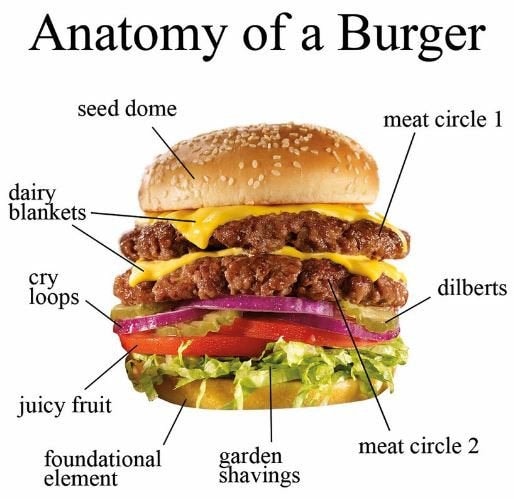 Anatomy of a Burger
seed dome
meat circle 1
dairy
blankets
cry
loops
dilberts
juicy fruit
meat circle 2
foundational
element
garden
shavings